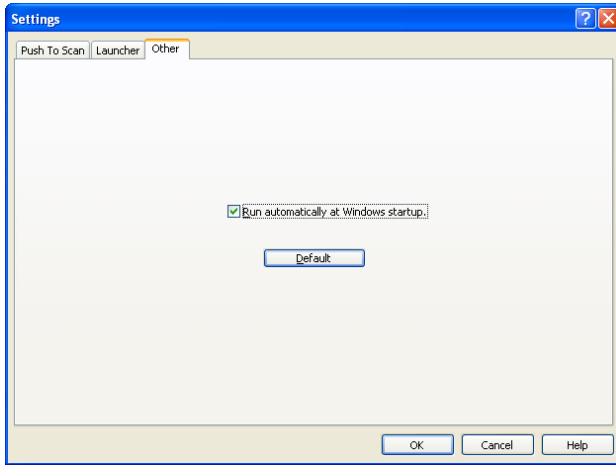 Settings
Push To Scan Launcher Other
Run automatically at Windows startup.
Default
OK Cancel Help